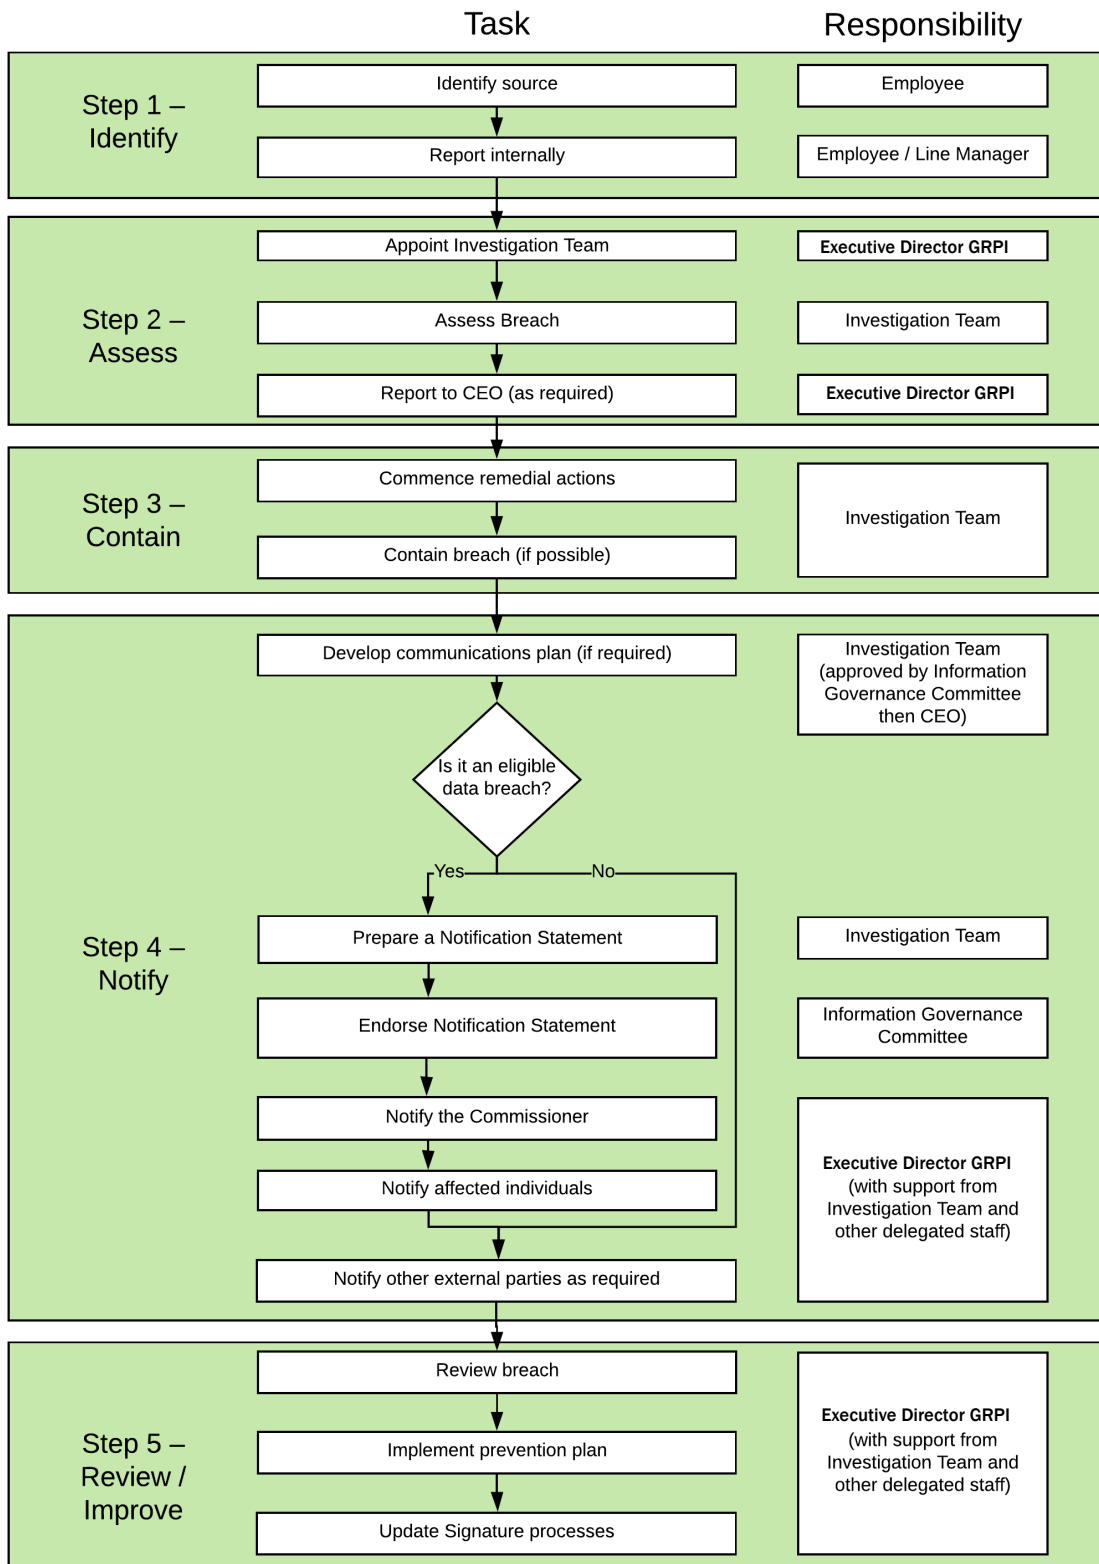 Task
Responsibility
Step 1 –
Identify
Identify source
Employee
Report internally
Employee / Line Manager
Step 2 –
Assess
Appoint Investigation Team
Executive Director GRPI
Assess Breach
Investigation Team
Report to CEO (as required)
Executive Director GRPI
Step 3 –
Contain
Commence remedial actions
Contain breach (if possible)
Investigation Team
Step 4 –
Notify
Develop communications plan (if required)
Investigation Team
(approved by Information
Governance Committee
then CEO)
Is it an eligible
data breach?
Yes
No
Prepare a Notification Statement
Investigation Team
Endorse Notification Statement
Information Governance
Committee
Notify the Commissioner
Notify affected individuals
Notify other external parties as required
Executive Director GRPI
(with support from
Investigation Team and
other delegated staff)
Step 5 –
Review /
Improve
Review breach
Implement prevention plan
Update Signature processes
Executive Director GRPI
(with support from
Investigation Team and
other delegated staff)